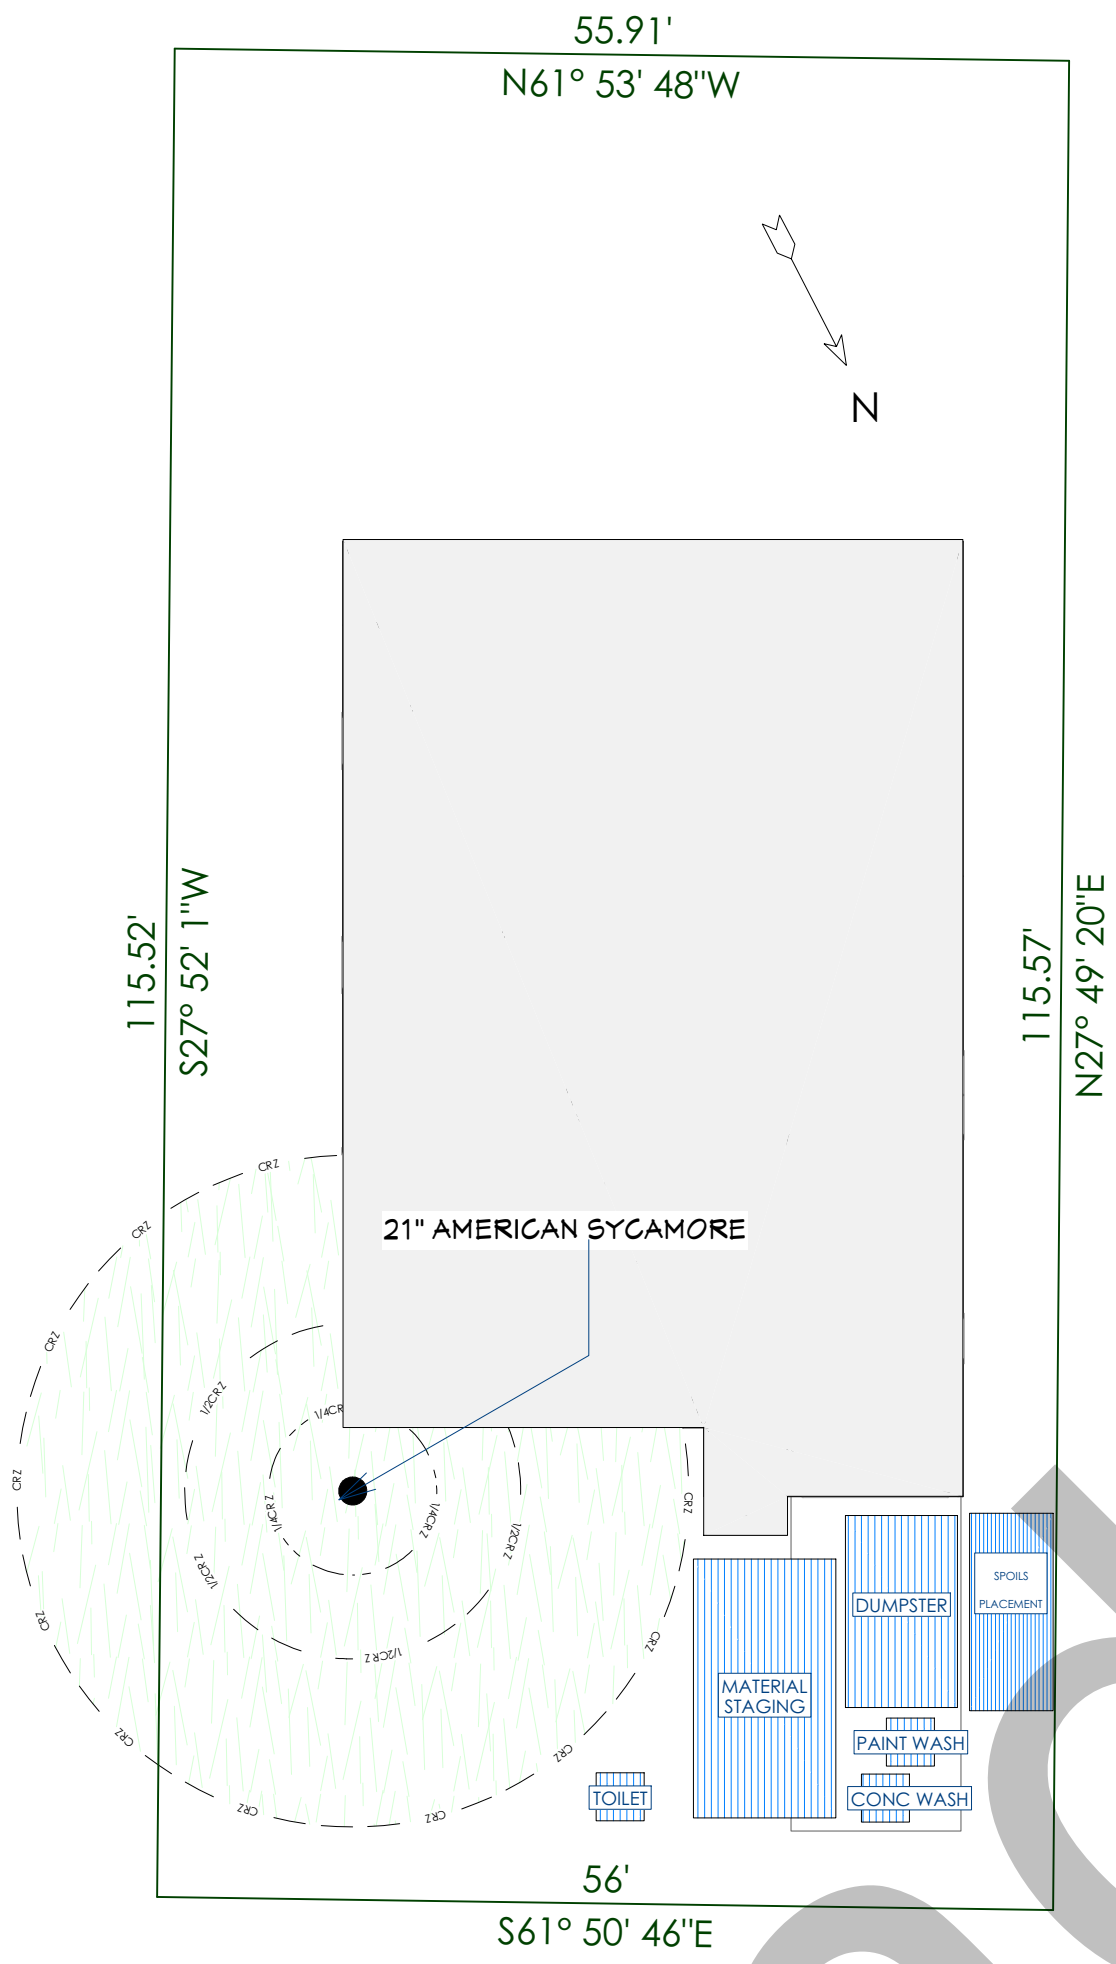 55.91'
N61° 53' 48"W
N
115.52'
S27° 52' 1"W
115.57'
N27° 49' 20"E
CRZ
CRZ
21" AMERICAN SYCAMORE
CRZ
1/2CRZ
1/4CR
CRZ
CRZ
1/4CRZ
1/4CRZ
1/2CRZ
1/2CRZ
SPOILS
PLACEMENT
DUMPSTER
CRZ
CRZ
1/2CRZ
MATERIAL
STAGING
CRZ
CRZ
PAINT WASH
TOILET
CONC WASH
CRZ
CRZ
56'
S61° 50' 46"E